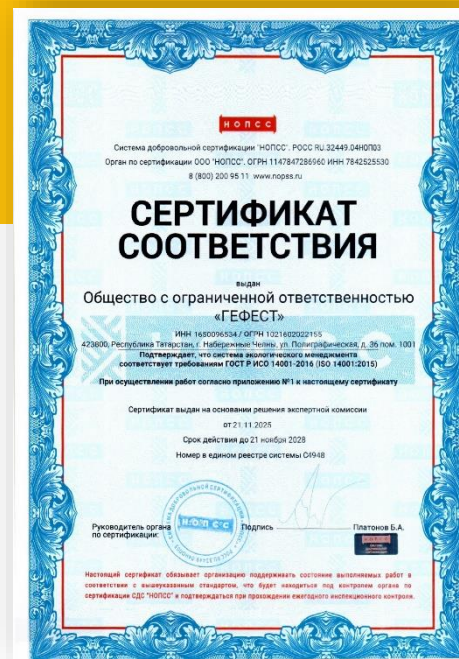 НОПСС
Система добровольной сертификации "НОПСС". РОСС RU.32449.04НОП03
Орган по сертификации ООО "НОПСС". ОГРН 1147847286960 ИНН 7842525530
8 (800) 200 95 11 www.nopss.ru
СЕРТИФИКАТ
СООТВЕТСТВИЯ
выдан
Общество с ограниченной ответственностью
«ГЕФЕСТ»
ИНН 1650096534 / ОГРН 1021602022155
423800, Республика Татарстан, г. Набережные Челны, ул. Полиграфическая, д. 36 пом. 1001
Подтверждает, что система экологического менеджмента
соответствует требованиям ГОСТ Р ИСО 14001-2016 (ISO 14001:2015)
При осуществлении работ согласно приложению №1 к настоящему сертификату
Сертификат выдан на основании решения экспертной комиссии
от 21.11.2025
Срок действия до 21 ноября 2028
Номер в едином реестре системы С4948
Руководитель органа
по сертификации:
НОПСС
Подпись
Платонов Б.А.
НОПСС
Настоящий сертификат обязывает организацию поддерживать состояние выполняемых работ в
соответствии с вышеуказанным стандартом, что будет находиться под контролем органа по
сертификации СДС "НОПСС" и подтверждаться при прохождении ежегодного инспекционного контроля.